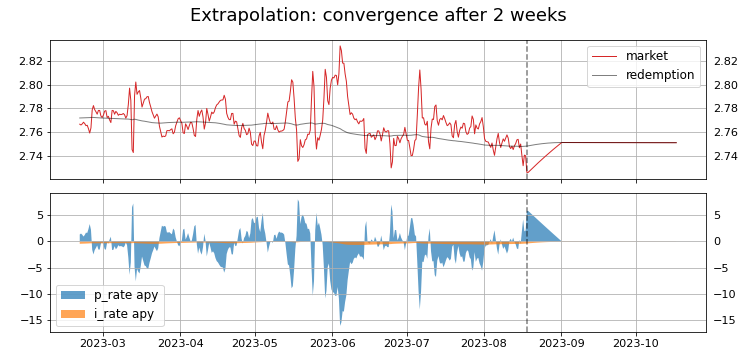 Extrapolation: convergence after 2 weeks
2.82 2.82
2.80 2.80
2.78 2.78
2.76 2.76
2.74 2.74
market
redemption
5 5
0 0
−5 −5
−10 −10
−15 −15
p_rate apy
i_rate apy
2023-03 2023-04 2023-05 2023-06 2023-07 2023-08 2023-09 2023-10